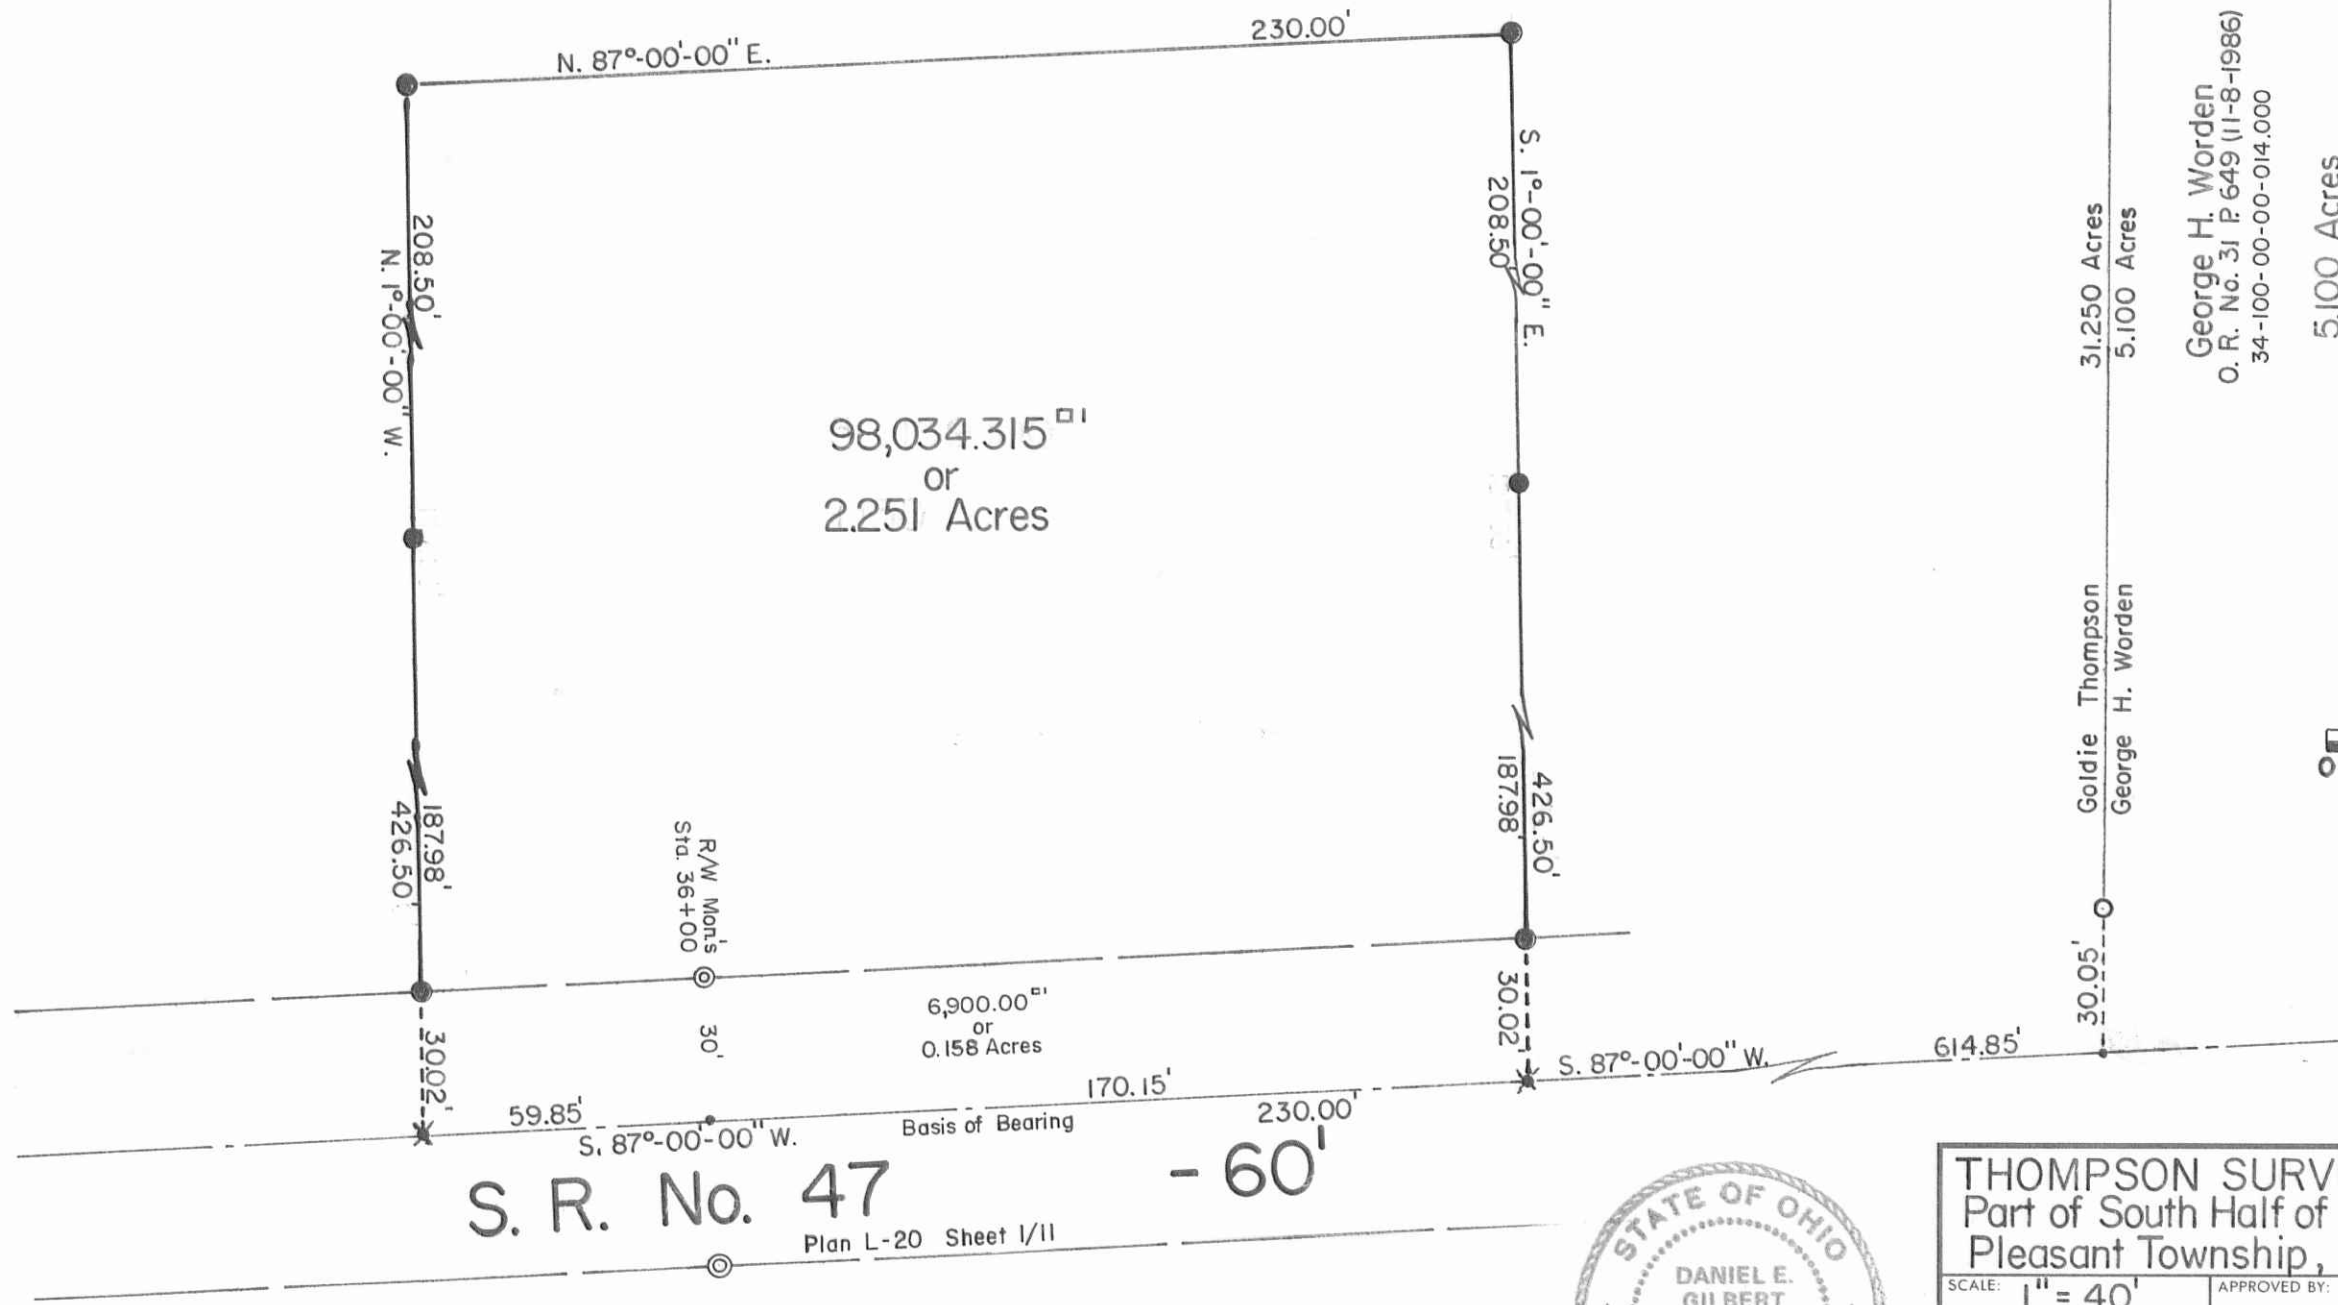 N. 87°-00'-00" E.
230.00'
208.50'
N. 1°-00'-00" W.
S. 1°-00'-00" E.
208.50'
98,034.315 □'
or
2.251 Acres
187.98'
426.50'
426.50'
187.98'
R/W Mon.'s
Sta. 36+00
30'
30.02'
30.02'
6,900.00 □'
or
0.158 Acres
59.85'
170.15'
S. 87°-00'-00" W.
Basis of Bearing
230.00'
S. 87°-00'-00" W.
614.85'
30.05'
S. R. No. 47 - 60'
Plan L-20 Sheet 1/11
31.250 Acres
5.100 Acres
Goldie Thompson
George H. Worden
George H. Worden
O. R. No. 31 P. 649 (11-8-1986)
34-100-00-00-014.000
5.100 Acres
STATE OF OHIO
DANIEL E.
GILBERT
THOMPSON SURV
Part of South Half of
Pleasant Township,
SCALE: 1" = 40'
APPROVED BY: